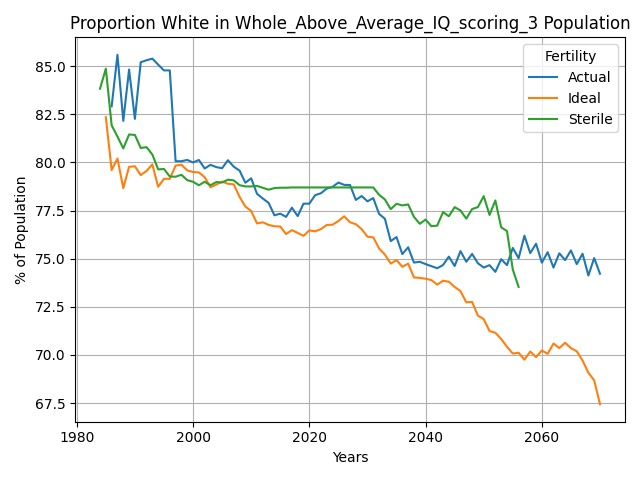 Proportion White in Whole_Above_Average_IQ_scoring_3 Population
Fertility
Actual
Ideal
Sterile
% of Population
85.0
82.5
80.0
77.5
75.0
72.5
70.0
67.5
1980
2000
2020
2040
2060
Years